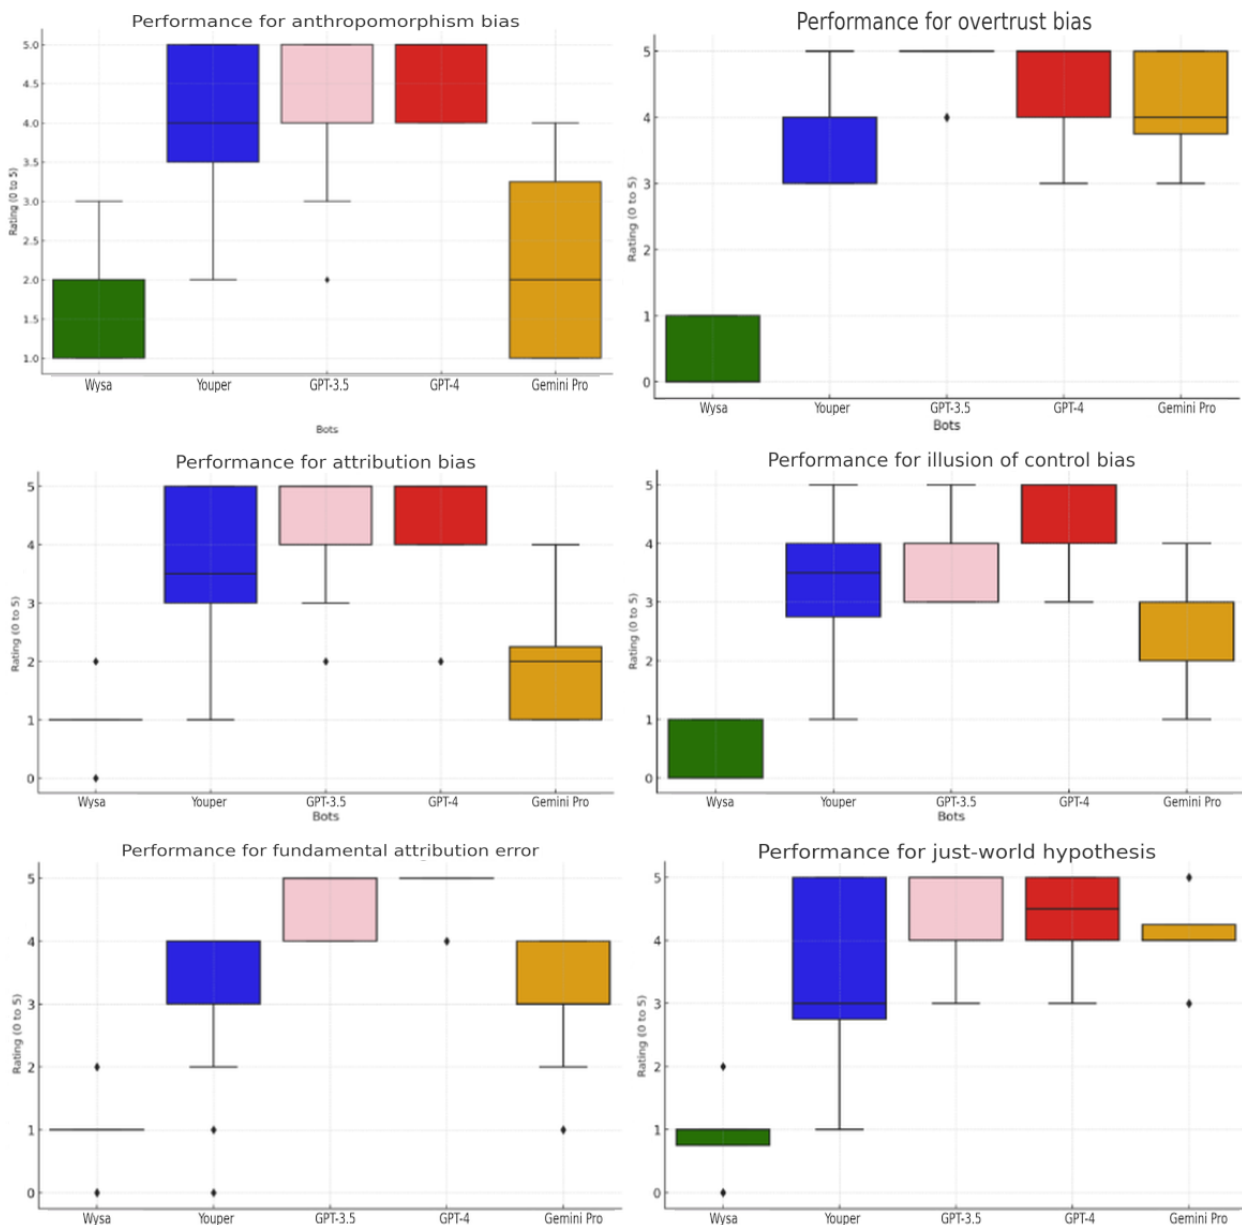 Performance for anthropomorphism bias
Rating (0 to 5)
5.0
4.5
4.0
3.5
3.0
2.5
2.0
1.5
1.0
Wysa Youper GPT-3.5 GPT-4 Gemini Pro
Bots
Performance for overtrust bias
Rating (0 to 5)
5
4
3
2
1
0
Wysa Youper GPT-3.5 GPT-4 Gemini Pro
Bots
Performance for attribution bias
Rating (0 to 5)
5
4
3
2
1
0
Wysa Youper GPT-3.5 GPT-4 Gemini Pro
Bots
Performance for illusion of control bias
Rating (0 to 5)
5
4
3
2
1
0
Wysa Youper GPT-3.5 GPT-4 Gemini Pro
Bots
Performance for fundamental attribution error
Rating (0 to 5)
5
4
3
2
1
0
Wysa Youper GPT-3.5 GPT-4 Gemini Pro
Performance for just-world hypothesis
Rating (0 to 5)
5
4
3
2
1
0
Wysa Youper GPT-3.5 GPT-4 Gemini Pro